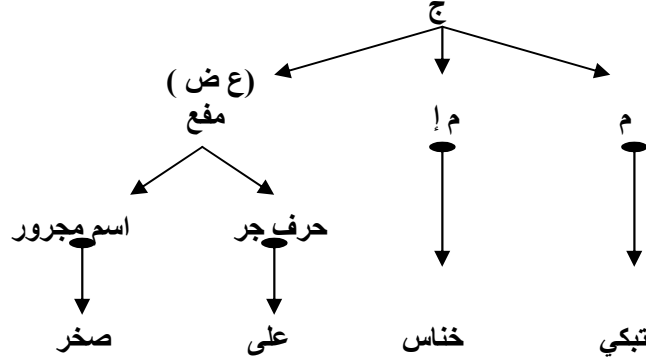 ج
م
م إ
(ع ض )
مفع
حرف جر
اسم مجرور
تبكي
خناس
على
صخر